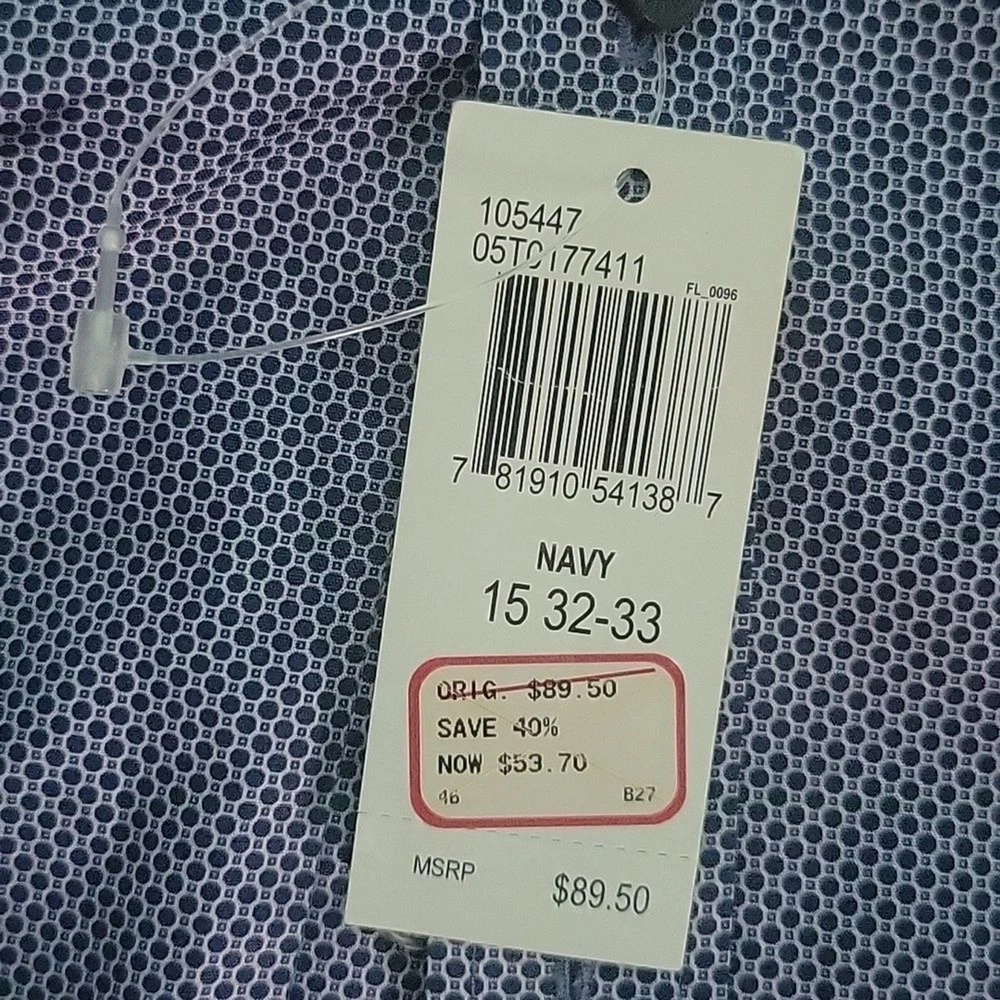 105447
05T0177411
FL_0096
7 81910 54138 7
NAVY
15 32-33
ORIG. $89.50
SAVE 40%
NOW $53.70
46 B27
MSRP $89.50